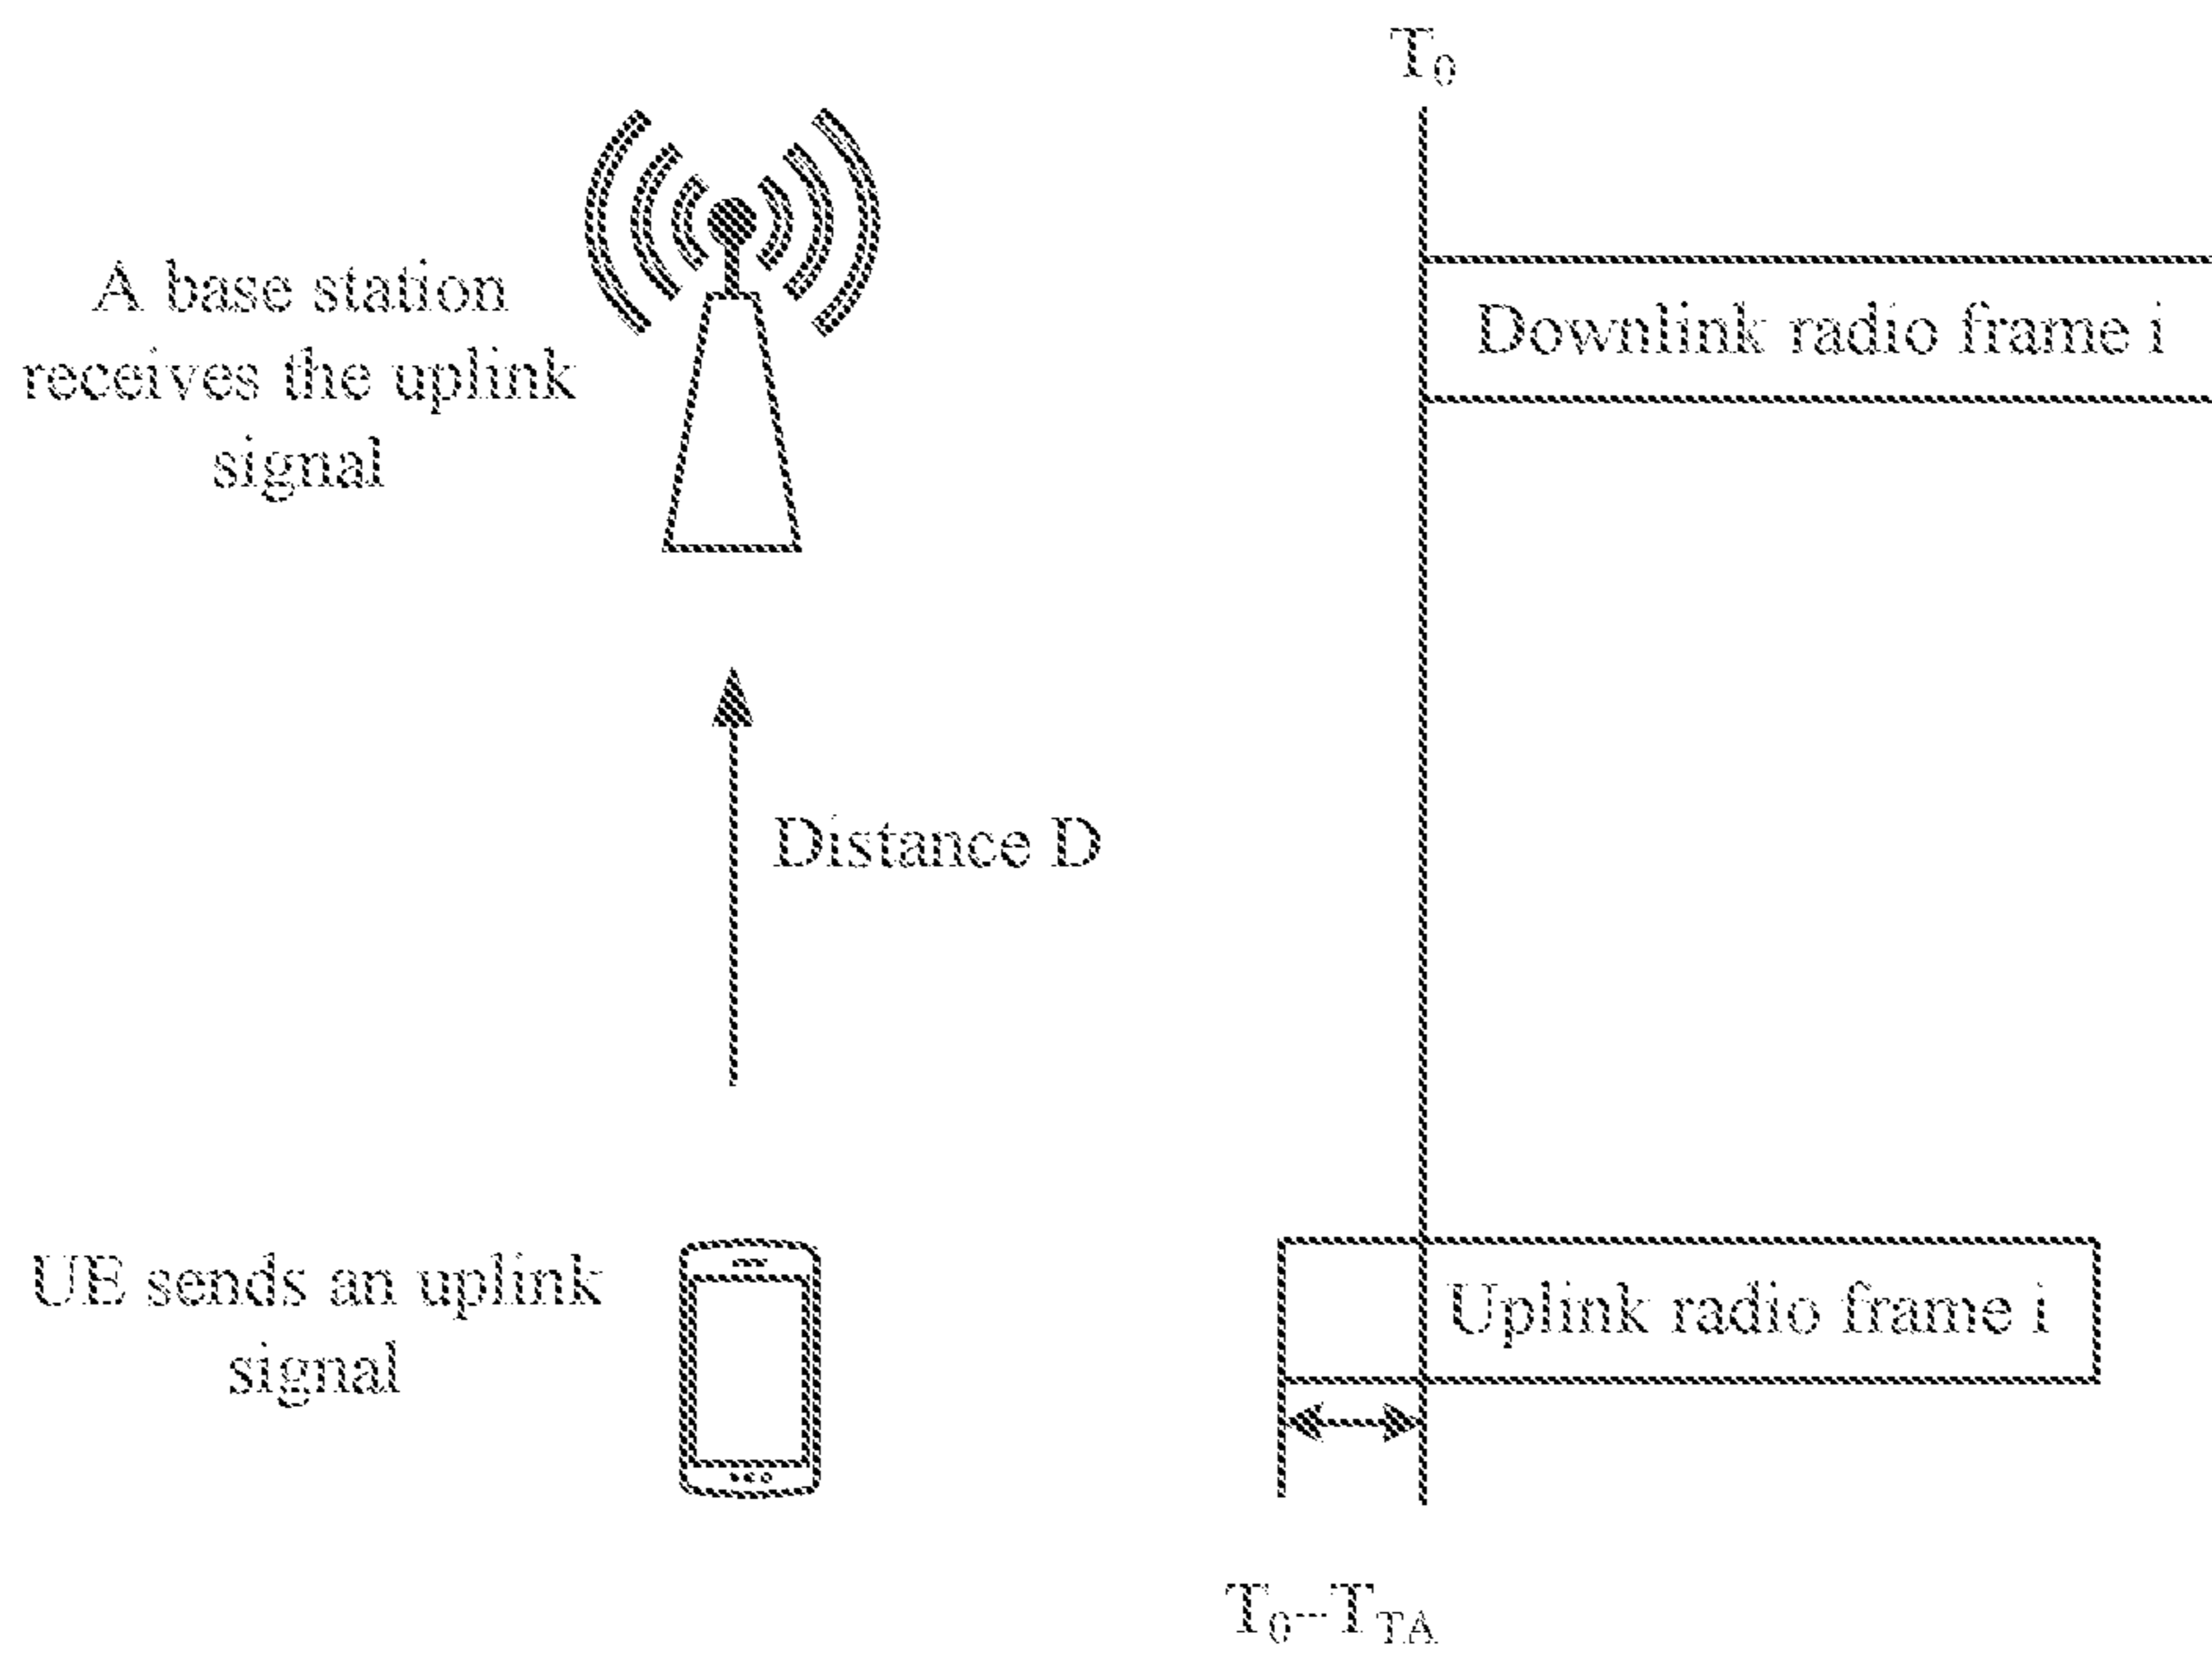 T₀
A base station
receives the uplink
signal
Downlink radio frame i
Distance D
UE sends an uplink
signal
Uplink radio frame i
T₀–T_TA